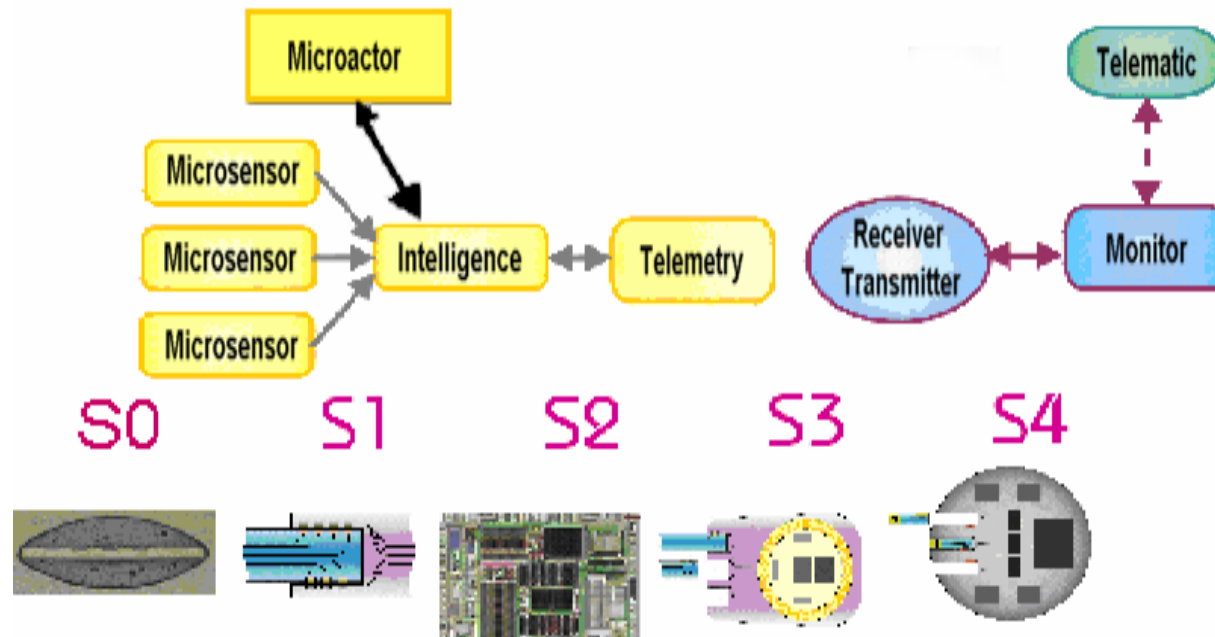 Microactor
Telematic
Microsensor
Microsensor
Intelligence
Telemetry
Receiver
Transmitter
Monitor
Microsensor
S0 S1 S2 S3 S4